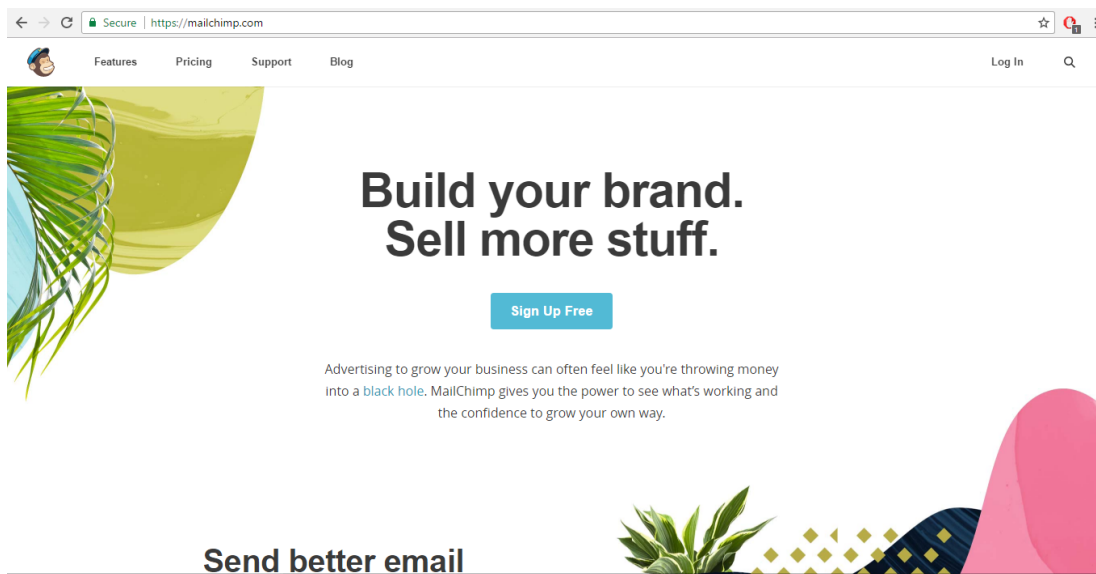 Secure | https://mailchimp.com
1
Features Pricing Support Blog Log In
Build your brand.
Sell more stuff.
Sign Up Free
Advertising to grow your business can often feel like you're throwing money
into a black hole. MailChimp gives you the power to see what's working and
the confidence to grow your own way.
Send better email